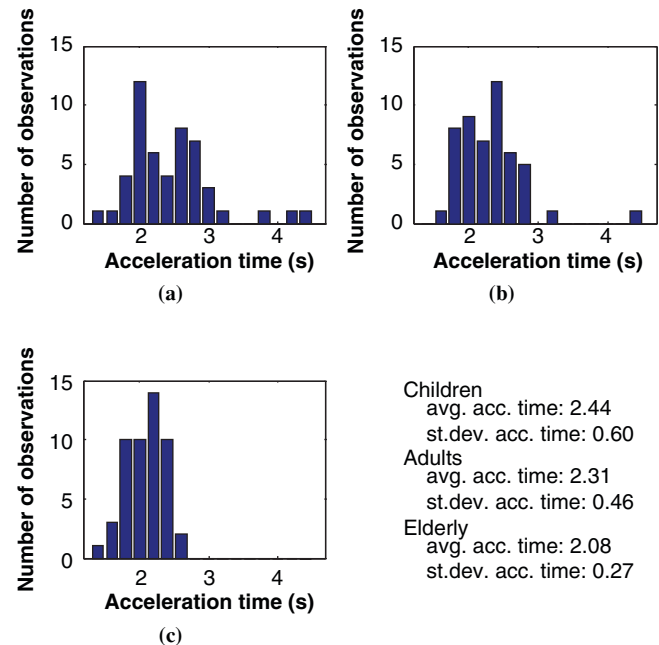 Number of observations
15
10
5
0
2
3
4
Acceleration time (s)
(a)
Number of observations
15
10
5
0
2
3
4
Acceleration time (s)
(b)
Number of observations
15
10
5
0
2
3
4
Acceleration time (s)
(c)
Children
avg. acc. time: 2.44
st.dev. acc. time: 0.60
Adults
avg. acc. time: 2.31
st.dev. acc. time: 0.46
Elderly
avg. acc. time: 2.08
st.dev. acc. time: 0.27